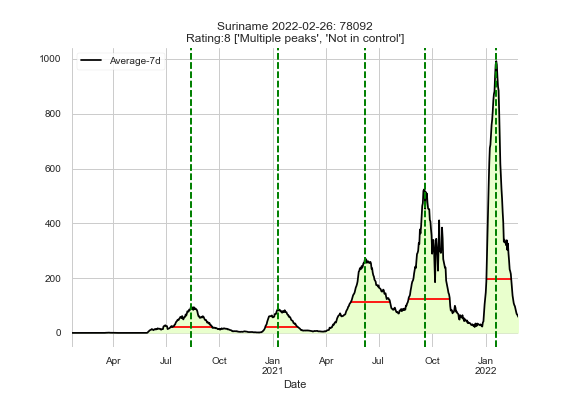 Suriname 2022-02-26: 78092
Rating:8 ['Multiple peaks', 'Not in control']
Average-7d
1000
800
600
400
200
0
Apr Jul Oct Jan Apr Jul Oct Jan
2021 2022
Date